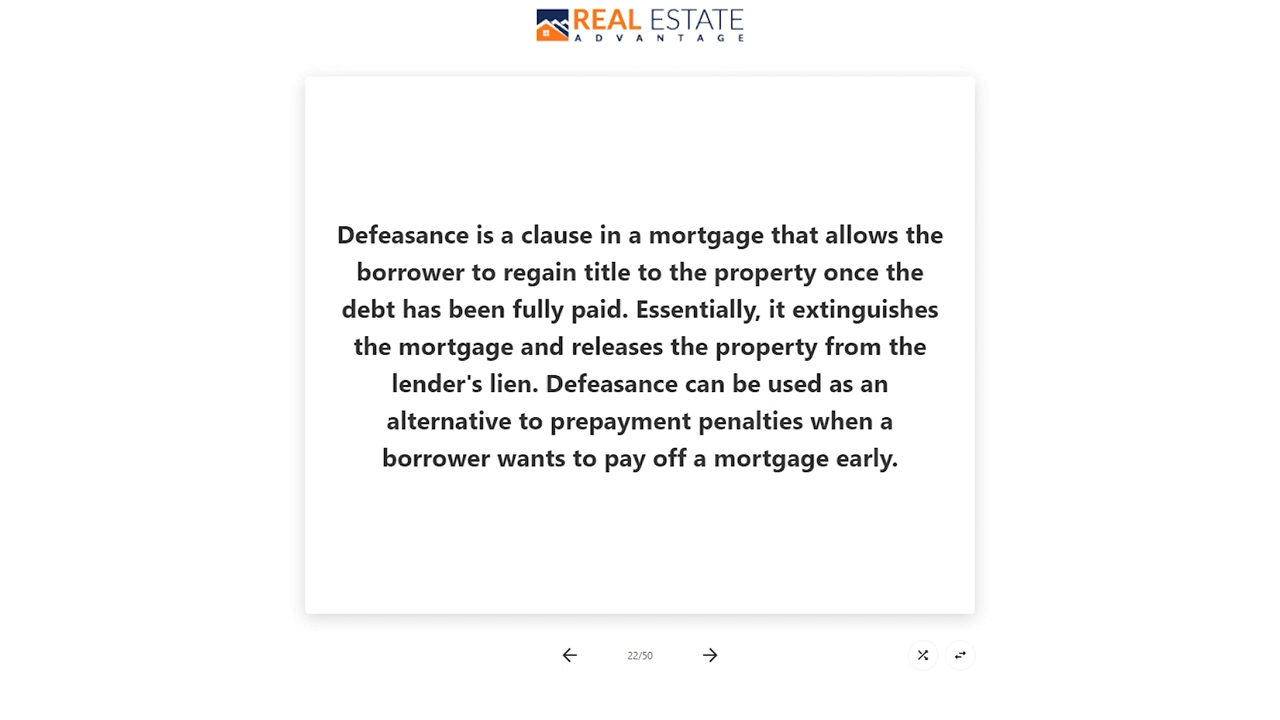 REAL ESTATE
ADVANTAGE
Defeasance is a clause in a mortgage that allows the
borrower to regain title to the property once the
debt has been fully paid. Essentially, it extinguishes
the mortgage and releases the property from the
lender's lien. Defeasance can be used as an
alternative to prepayment penalties when a
borrower wants to pay off a mortgage early.
22/50